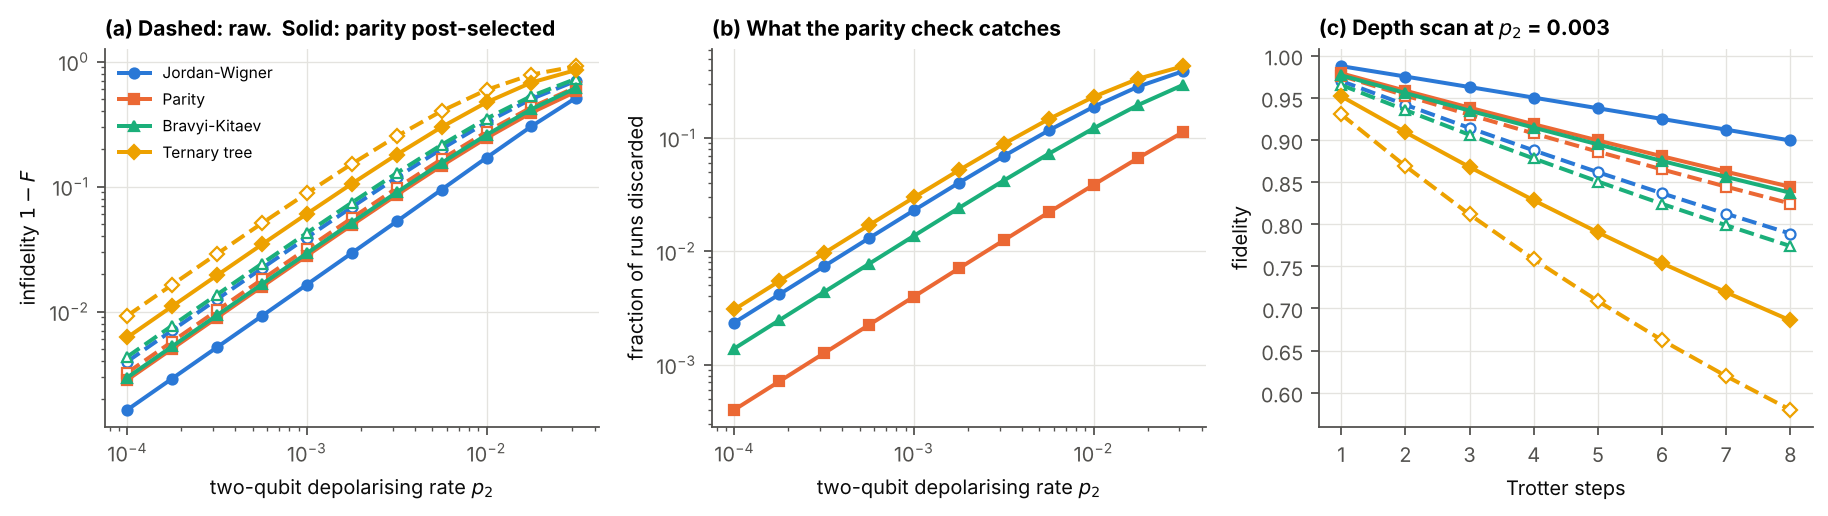 (a) Dashed: raw.  Solid: parity post-selected
10⁰
10⁻¹
10⁻²
infidelity 1 − F
Jordan-Wigner
Parity
Bravyi-Kitaev
Ternary tree
10⁻⁴
10⁻³
10⁻²
two-qubit depolarising rate p₂
(b) What the parity check catches
10⁻¹
10⁻²
10⁻³
fraction of runs discarded
10⁻⁴
10⁻³
10⁻²
two-qubit depolarising rate p₂
(c) Depth scan at p₂ = 0.003
1.00
0.95
0.90
0.85
0.80
0.75
0.70
0.65
0.60
fidelity
1 2 3 4 5 6 7 8
Trotter steps